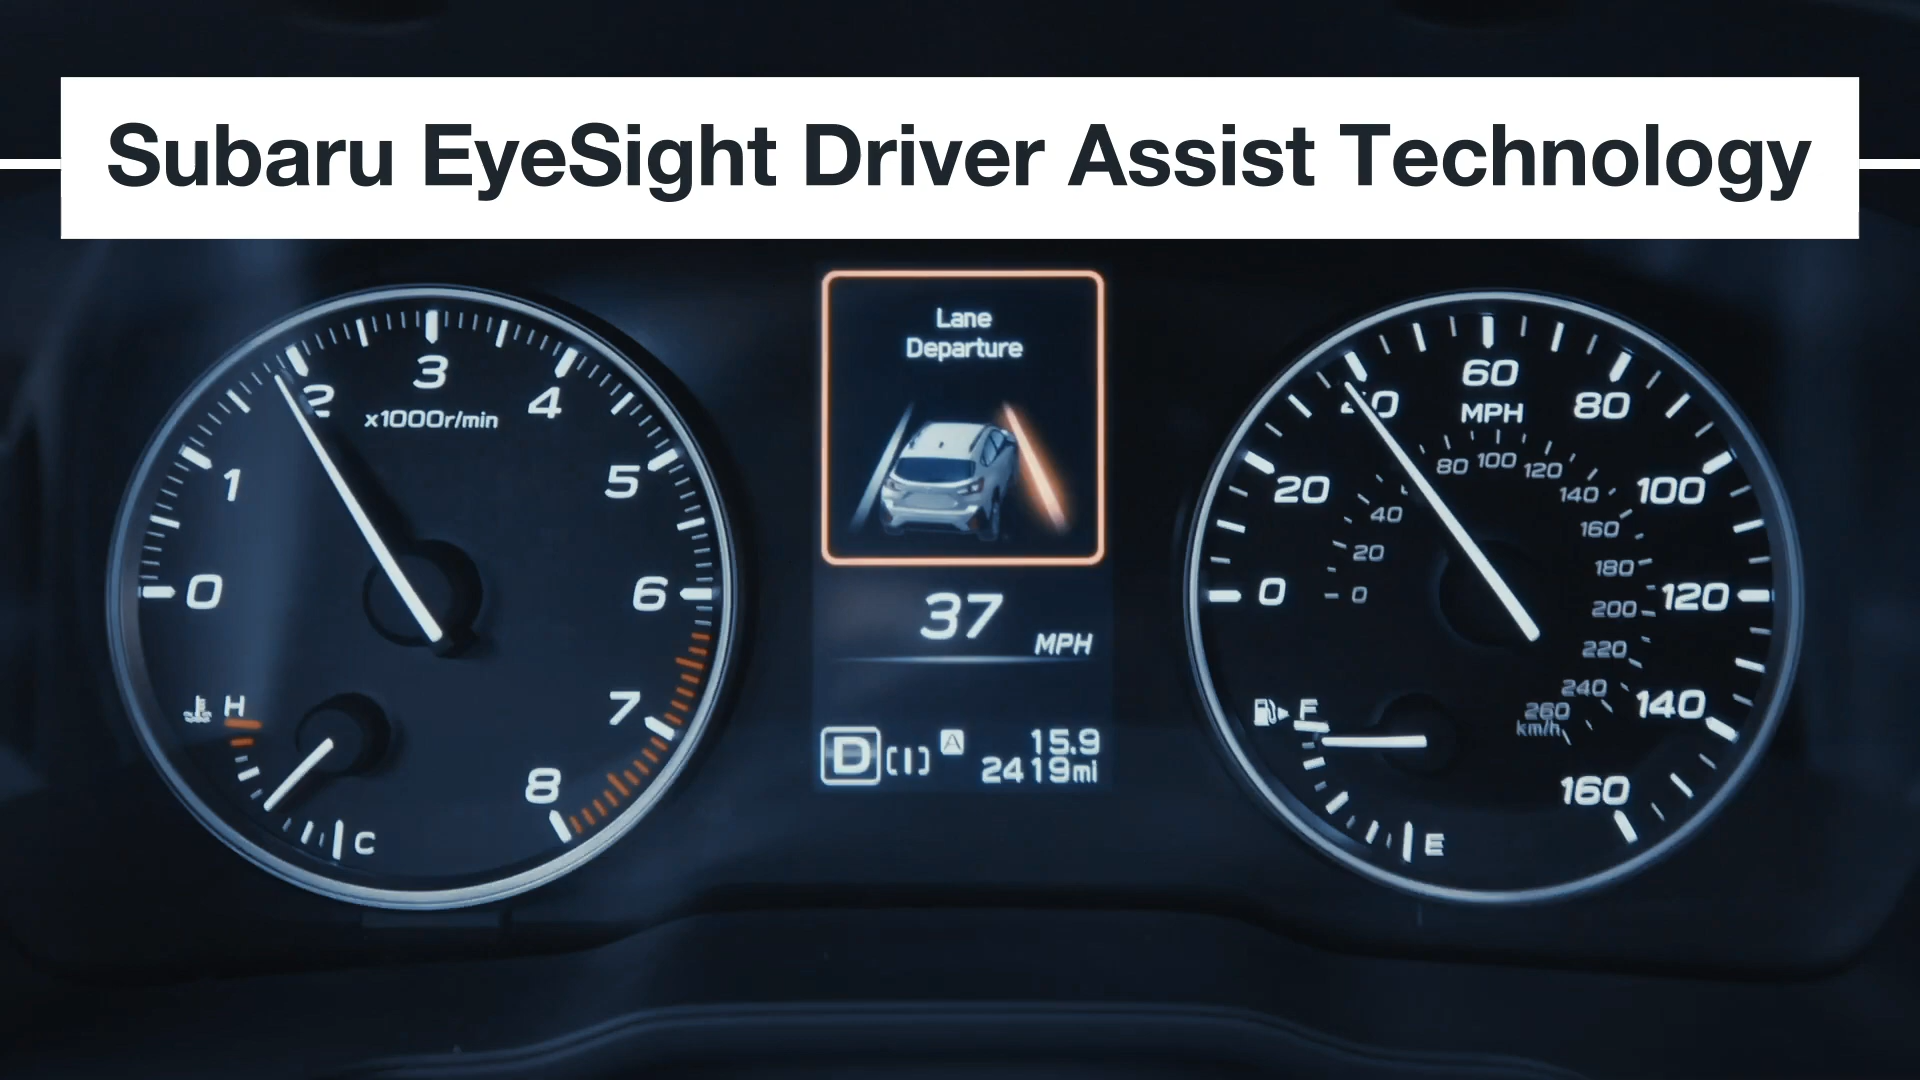 Subaru EyeSight Driver Assist Technology
Lane
Departure
0
1
2
3
4
5
6
7
8
x1000r/min
H
C
37
MPH
D
A
15.9
2419mi
0
20
40
60
80
100
120
140
160
MPH
0
20
40
80
100
120
140
160
180
200
220
240
260
km/h
F
E